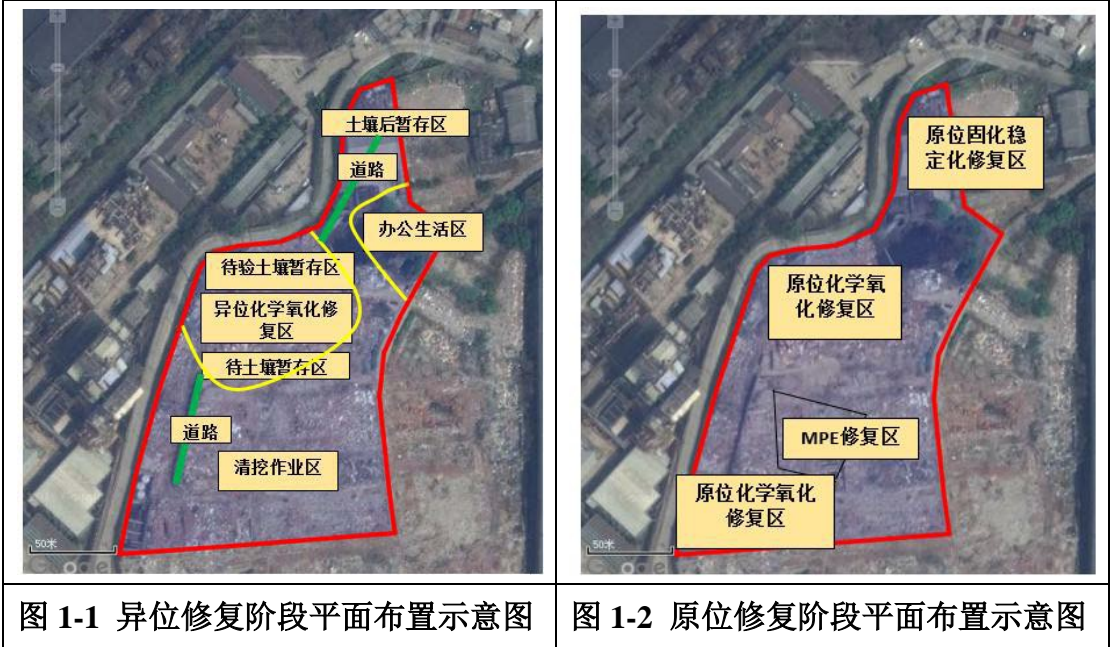 土壤后暂存区
道路
办公生活区
待验土壤暂存区
异位化学氧化修
复区
待土壤暂存区
道路
清挖作业区
50米
图 1-1 异位修复阶段平面布置示意图
原位固化稳
定化修复区
原位化学氧
化修复区
MPE修复区
原位化学氧化
修复区
50米
图 1-2 原位修复阶段平面布置示意图